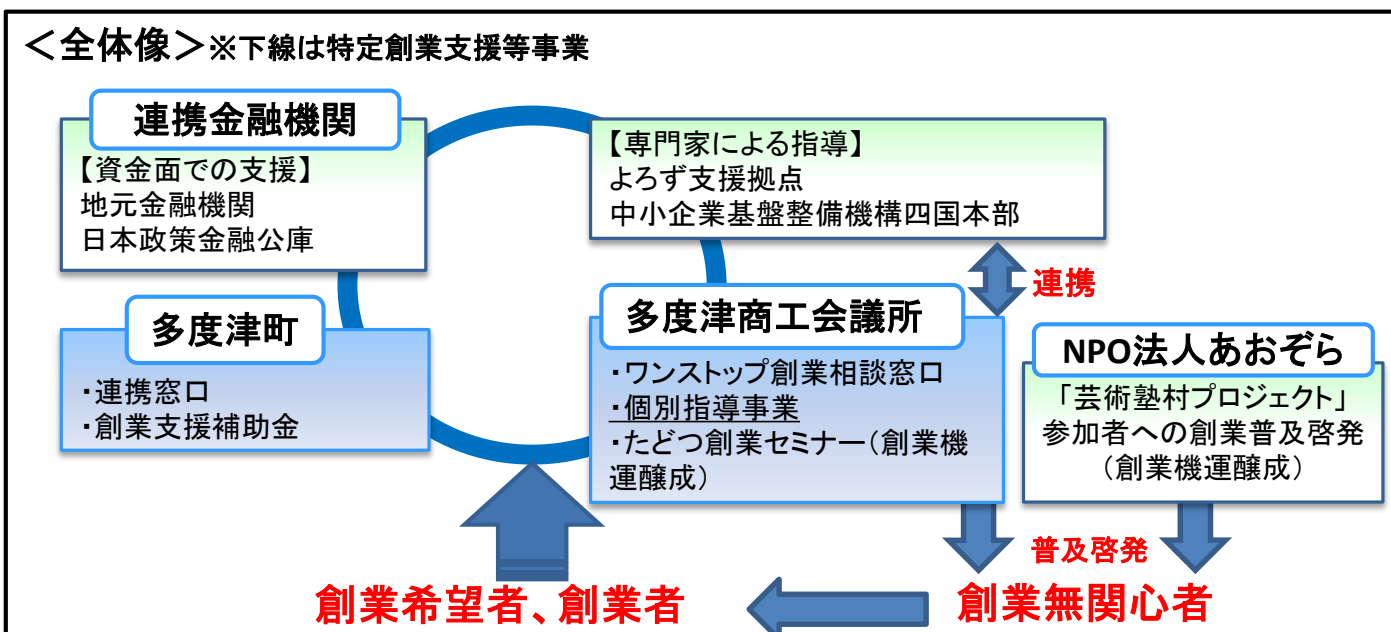 ＜全体像＞※下線は特定創業支援等事業
連携金融機関
【資金面での支援】
地元金融機関
日本政策金融公庫
【専門家による指導】
よろず支援拠点
中小企業基盤整備機構四国本部
連携
多度津町
・連携窓口
・創業支援補助金
多度津商工会議所
・ワンストップ創業相談窓口
・個別指導事業
・たどつ創業セミナー（創業機
運醸成）
NPO法人あおぞら
「芸術塾村プロジェクト」
参加者への創業普及啓発
（創業機運醸成）
普及啓発
創業希望者、創業者
創業無関心者